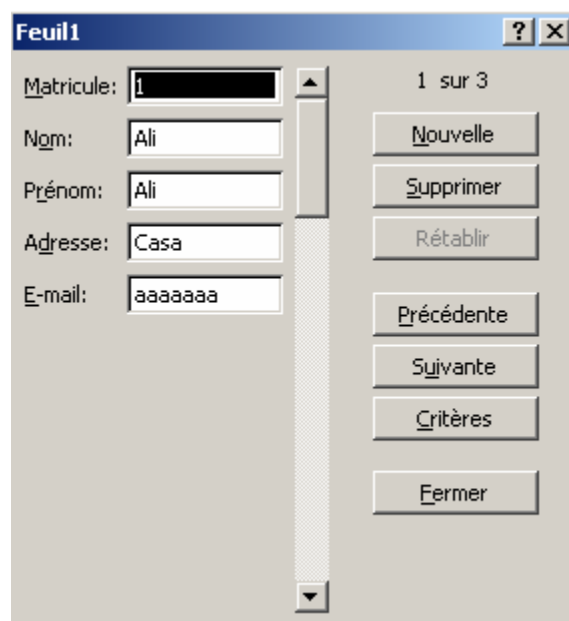 Feuil1
Matricule: 1
Nom: Ali
Prénom: Ali
Adresse: Casa
E-mail: aaaaaaa
1 sur 3
Nouvelle
Supprimer
Rétablir
Précédente
Suivante
Critères
Fermer